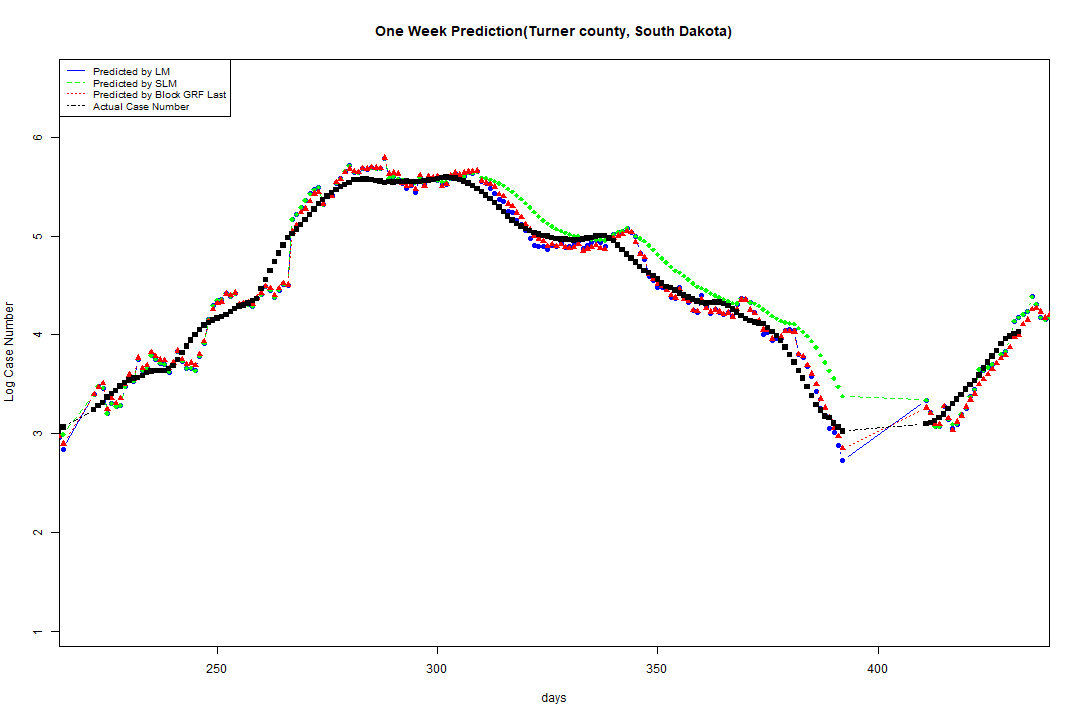 One Week Prediction(Turner county, South Dakota)
Predicted by LM
Predicted by SLM
Predicted by Block GRF Last
Actual Case Number
Log Case Number
6
5
4
3
2
1
250 300 350 400
days